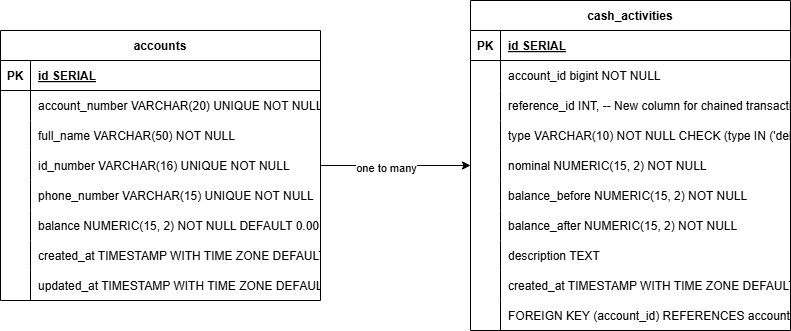 accounts
PK id SERIAL
account_number VARCHAR(20) UNIQUE NOT NULL
full_name VARCHAR(50) NOT NULL
id_number VARCHAR(16) UNIQUE NOT NULL
phone_number VARCHAR(15) UNIQUE NOT NULL
balance NUMERIC(15, 2) NOT NULL DEFAULT 0.00
created_at TIMESTAMP WITH TIME ZONE DEFAUL
updated_at TIMESTAMP WITH TIME ZONE DEFAUL
one to many
cash_activities
PK id SERIAL
account_id bigint NOT NULL
reference_id INT, -- New column for chained transacti
type VARCHAR(10) NOT NULL CHECK (type IN ('de
nominal NUMERIC(15, 2) NOT NULL
balance_before NUMERIC(15, 2) NOT NULL
balance_after NUMERIC(15, 2) NOT NULL
description TEXT
created_at TIMESTAMP WITH TIME ZONE DEFAUL
FOREIGN KEY (account_id) REFERENCES account